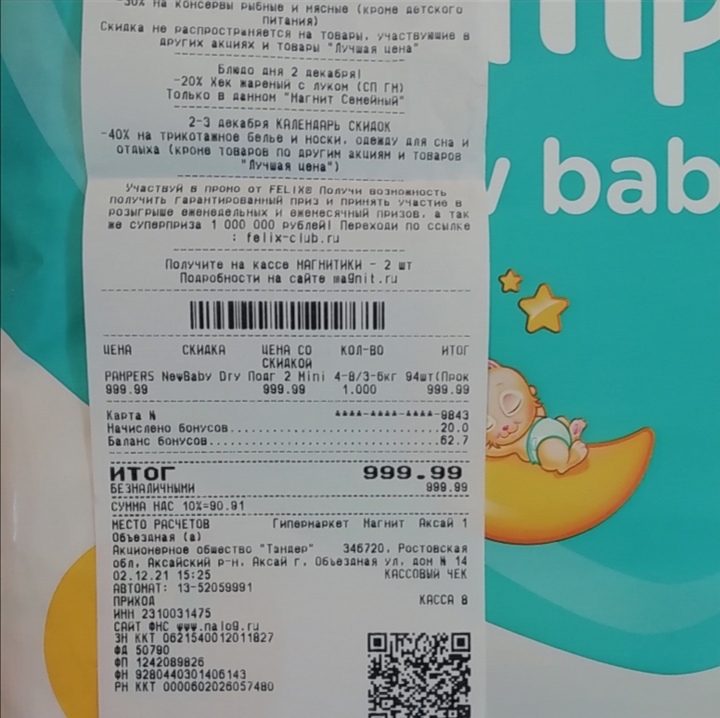 -30% на консервы рыбные и мясные (кроме детского
питания)
Скидка не распространяется на товары, участвующие в
других акциях и товары "Лучшая цена"
Блюдо дня 2 декабря!
-20% Хек жареный с луком (СП ГМ)
Только в данном "Магнит Семейный"
2-3 декабря КАЛЕНДАРЬ СКИДОК
-40% на трикотажное белье и носки, одежду для сна и
отдыха (кроме товаров по другим акциям и товаров
"Лучшая цена")
Участвуй в промо от FELIX® Получи возможность
получить гарантированный приз и принять участие в
розыгрыше еженедельных и ежемесячный призов, а так
же суперприза 1 000 000 рублей! Переходи по ссылке
: felix-club.ru
Получите на кассе МАГНИТИКИ - 2 шт
Подробности на сайте magnit.ru
ЦЕНА СКИДКА ЦЕНА СО СКИДКОЙ КОЛ-ВО ИТОГ
PAMPERS NewBaby Dry Подг 2 Mini 4-8/3-6кг 94шт(Прок
999.99 999.99 1.000 999.99
Карта № ****-****-****-9843
Начислено бонусов 20.0
Баланс бонусов 62.7
ИТОГ 999.99
БЕЗНАЛИЧНЫМИ 999.99
СУММА НДС 10%=90.91
МЕСТО РАСЧЕТОВ Гипермаркет Магнит Аксай 1
Объездная (а)
Акционерное общество "Тандер" 346720, Ростовская
обл, Аксайский р-н, Аксай г, Объездная ул, дом № 14
02.12.21 15:25 КАССОВЫЙ ЧЕК
АВТОМАТ: 13-52059991
ПРИХОД КАССА 8
ИНН 2310031475
САЙТ ФНС www.nalog.ru
ЗН ККТ 0621540012011827
ФД 50790
ФП 1242089826
ФН 9280440301406143
РН ККТ 0000602026057480
bab